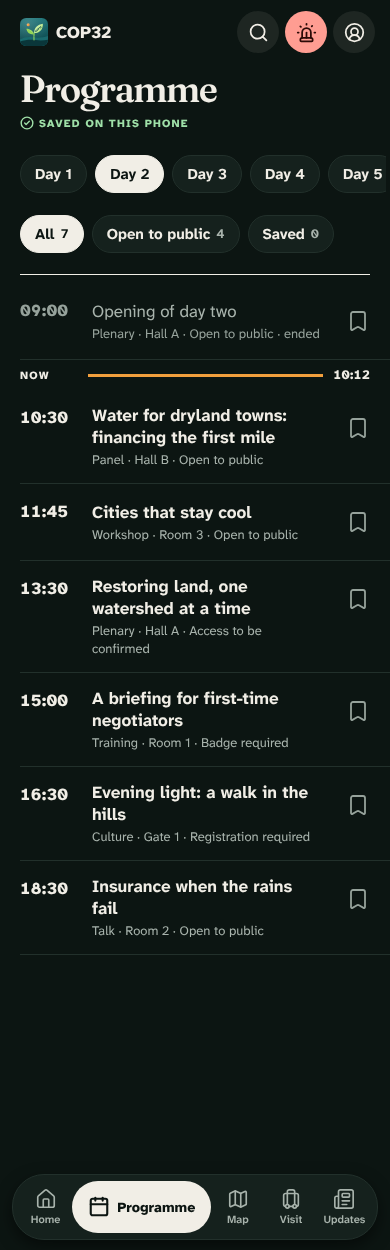 COP32
Programme
SAVED ON THIS PHONE
Day 1 Day 2 Day 3 Day 4 Day 5
All 7 Open to public 4 Saved 0
09:00 Opening of day two
Plenary · Hall A · Open to public · ended
NOW 10:12
10:30 Water for dryland towns:
financing the first mile
Panel · Hall B · Open to public
11:45 Cities that stay cool
Workshop · Room 3 · Open to public
13:30 Restoring land, one
watershed at a time
Plenary · Hall A · Access to be
confirmed
15:00 A briefing for first-time
negotiators
Training · Room 1 · Badge required
16:30 Evening light: a walk in the
hills
Culture · Gate 1 · Registration required
18:30 Insurance when the rains
fail
Talk · Room 2 · Open to public
Home Programme Map Visit Updates